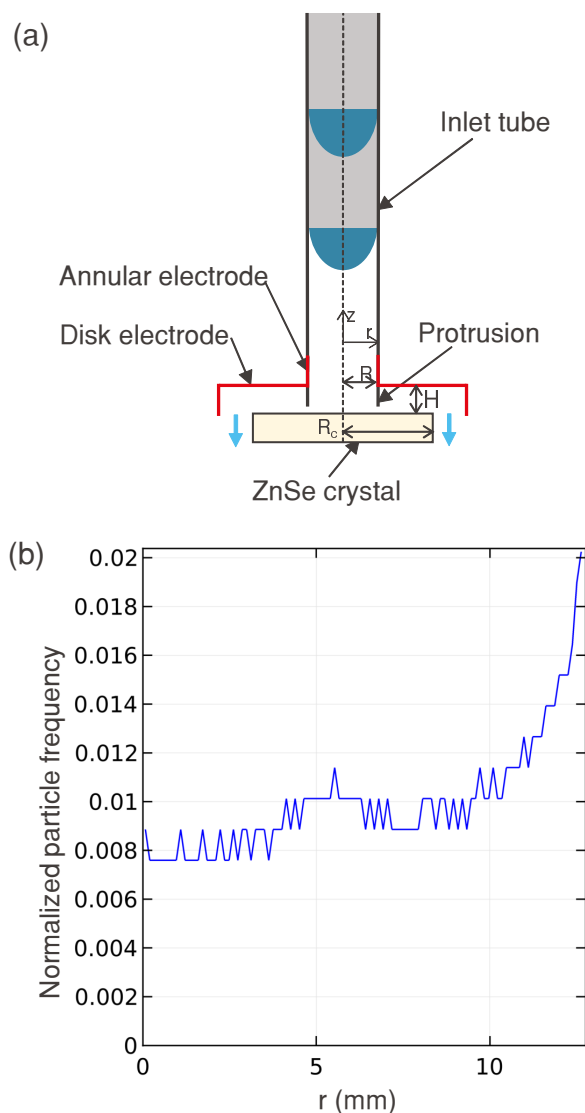 (a)
Inlet tube
Annular electrode
Disk electrode
z
r
Protrusion
R
H
R_c
ZnSe crystal
(b)
Normalized particle frequency
0.02
0.018
0.016
0.014
0.012
0.01
0.008
0.006
0.004
0.002
0
0 5 10
r (mm)